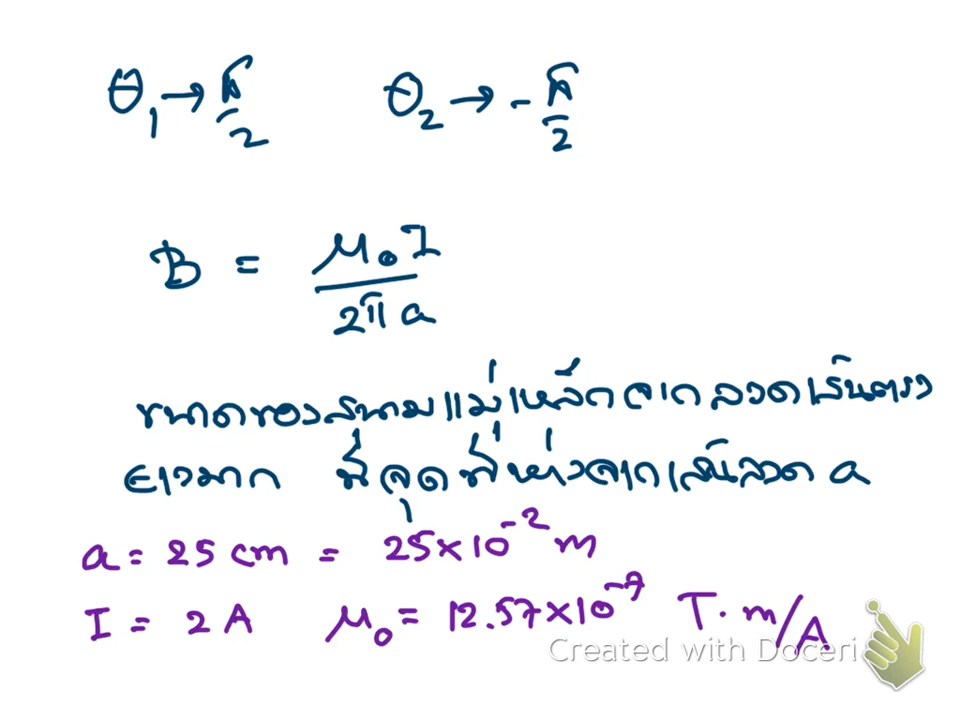 θ₁ → π/2 θ₂ → -π/2
B = μ₀I / 2πa
ขนาดของสนามแม่เหล็กจากลวดเส้นตรง
ยาวมาก ที่จุดที่ห่างจากเส้นลวด a
a = 25 cm = 25×10⁻² m
I = 2 A μ₀ = 12.57×10⁻⁷ T·m/A
Created with Doceri